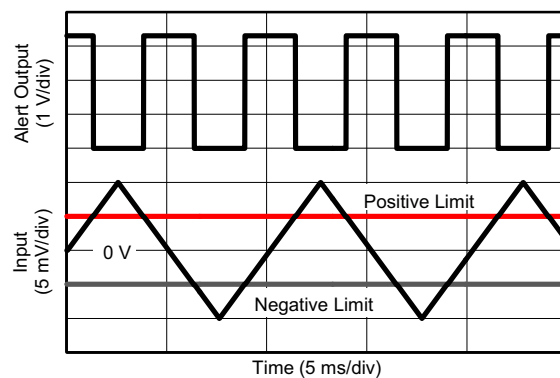 Alert Output
(1 V/div)
Positive Limit
Input
(5 mV/div)
0 V
Negative Limit
Time (5 ms/div)